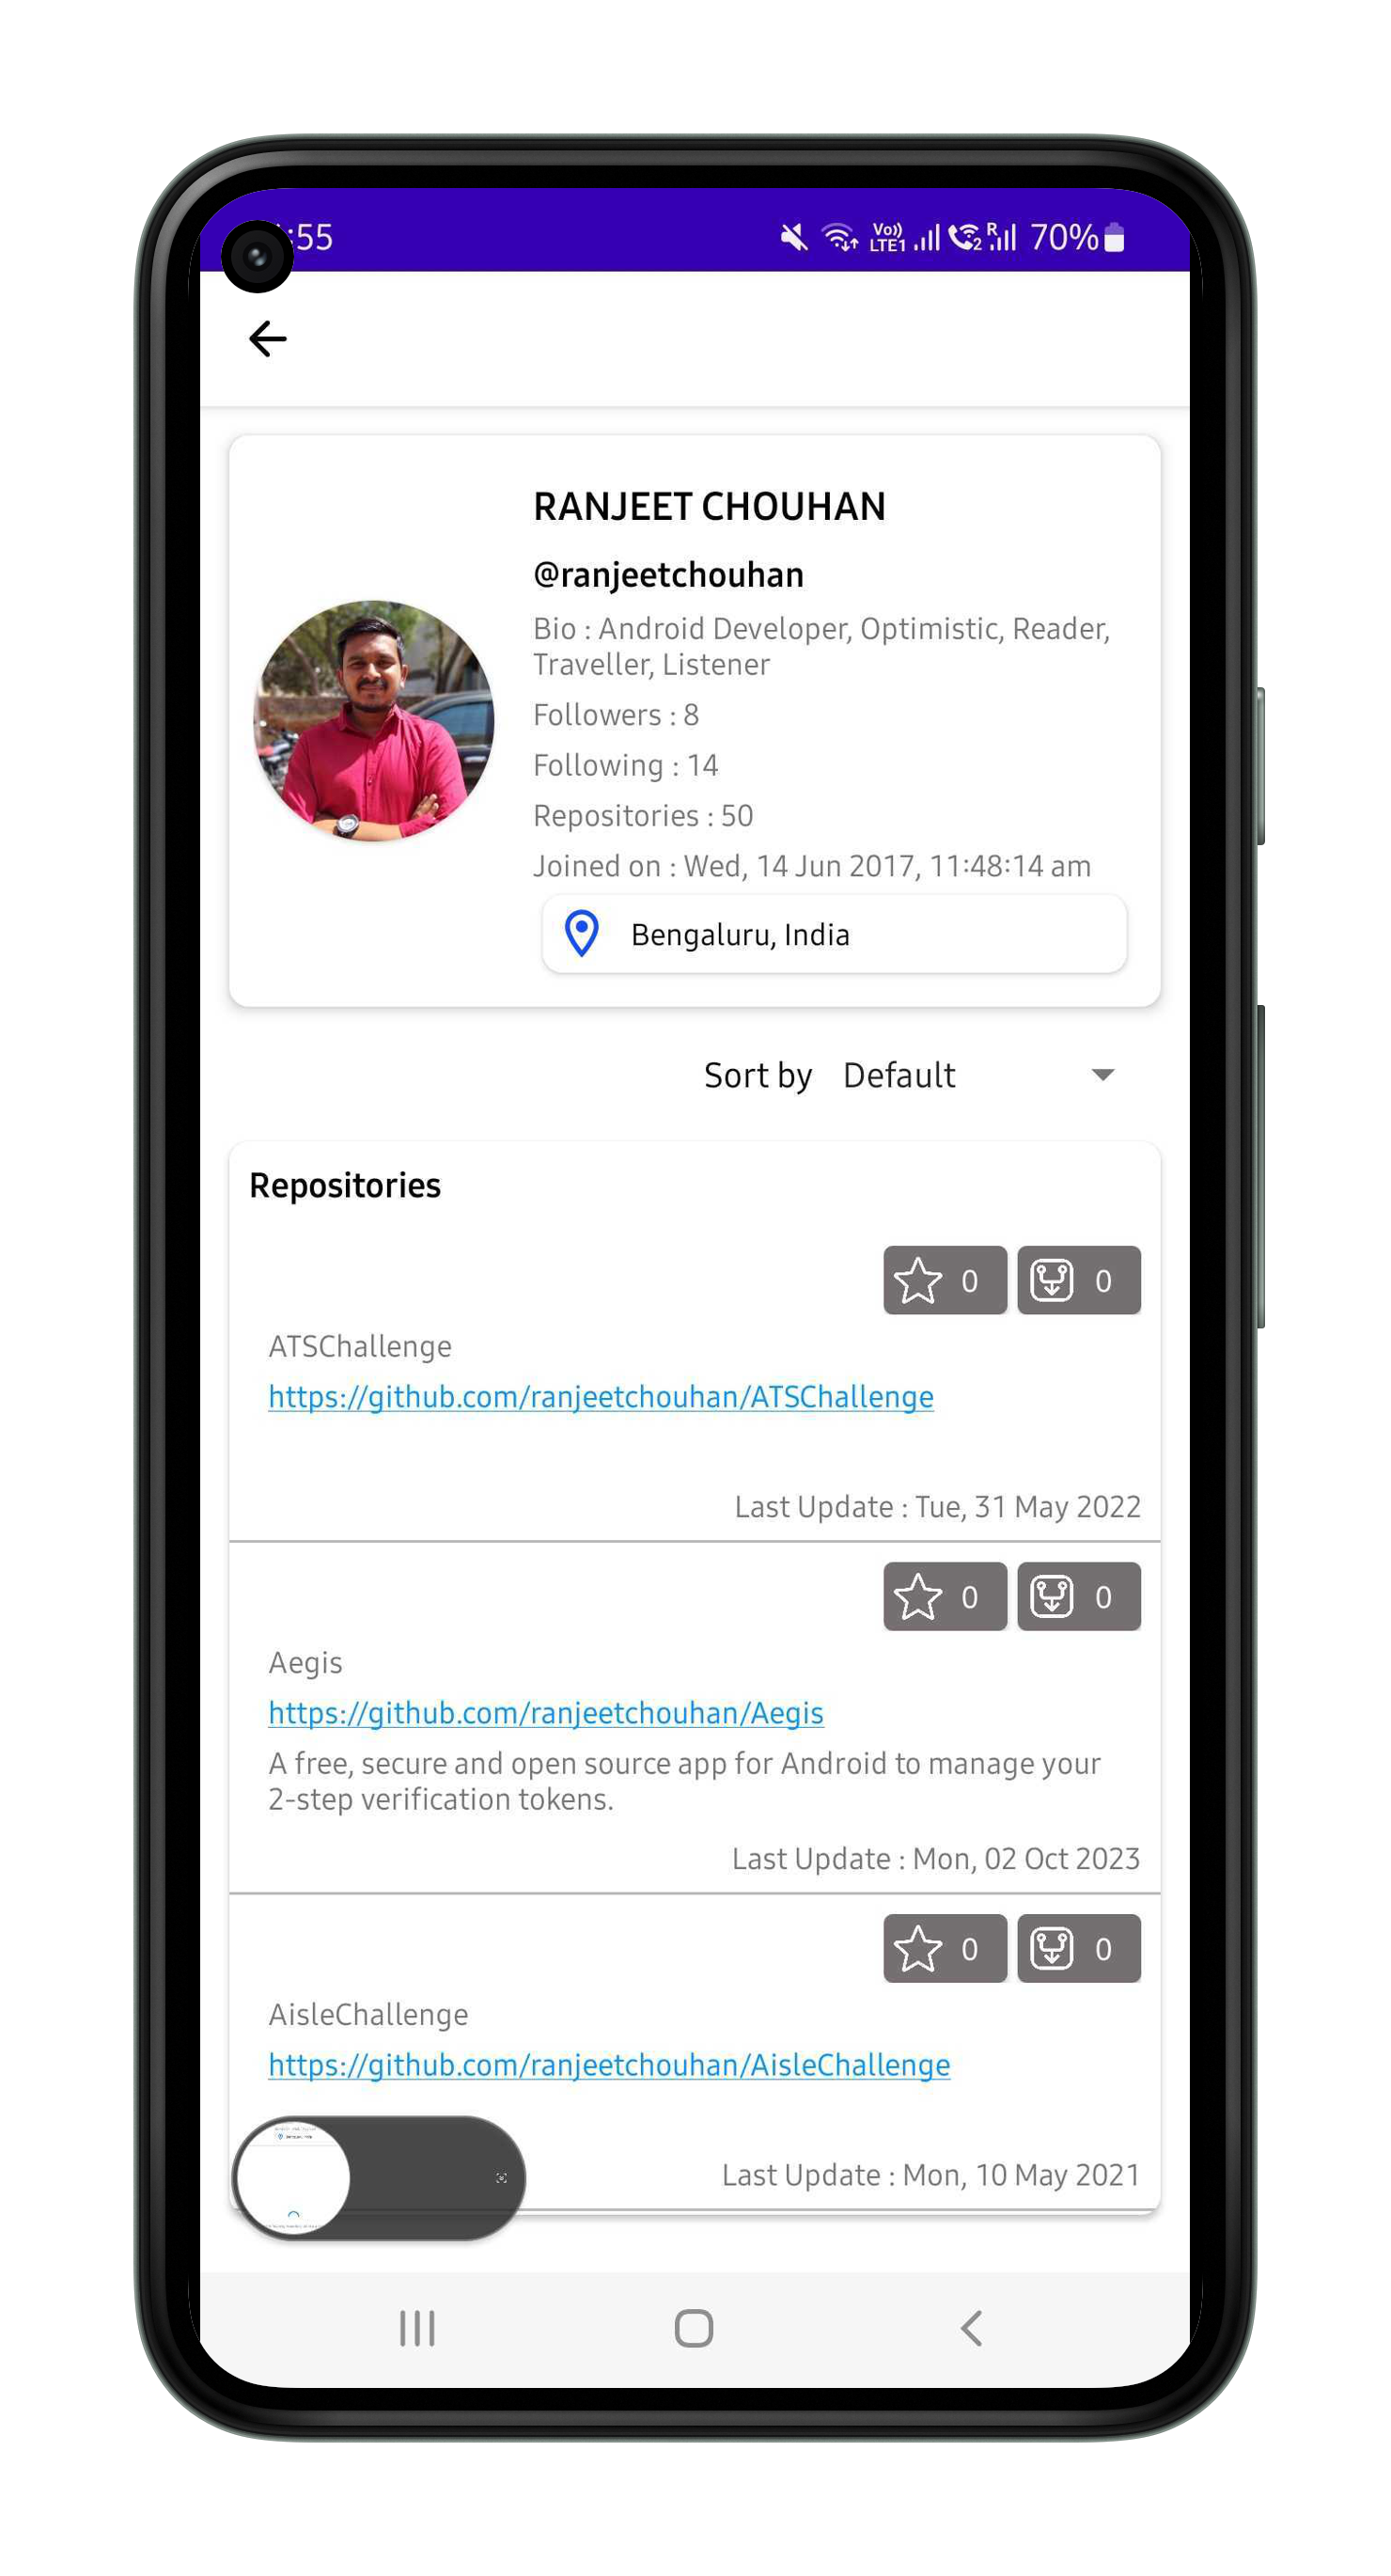 :55
Vo)) LTE1 2 R 70%
RANJEET CHOUHAN
@ranjeetchouhan
Bio : Android Developer, Optimistic, Reader,
Traveller, Listener
Followers : 8
Following : 14
Repositories : 50
Joined on : Wed, 14 Jun 2017, 11:48:14 am
Bengaluru, India
Sort by Default
Repositories
0 0
ATSChallenge
https://github.com/ranjeetchouhan/ATSChallenge
Last Update : Tue, 31 May 2022
0 0
Aegis
https://github.com/ranjeetchouhan/Aegis
A free, secure and open source app for Android to manage your
2-step verification tokens.
Last Update : Mon, 02 Oct 2023
0 0
AisleChallenge
https://github.com/ranjeetchouhan/AisleChallenge
Last Update : Mon, 10 May 2021